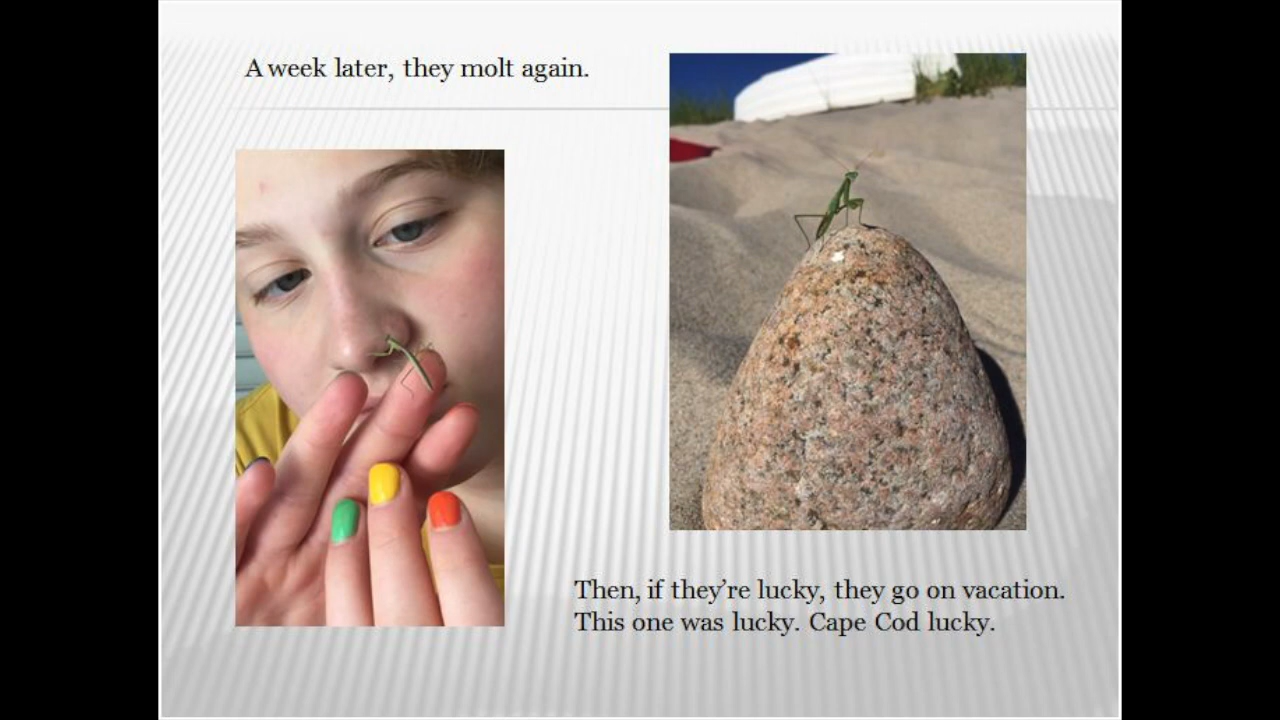 A week later, they molt again.
Then, if they’re lucky, they go on vacation.
This one was lucky. Cape Cod lucky.